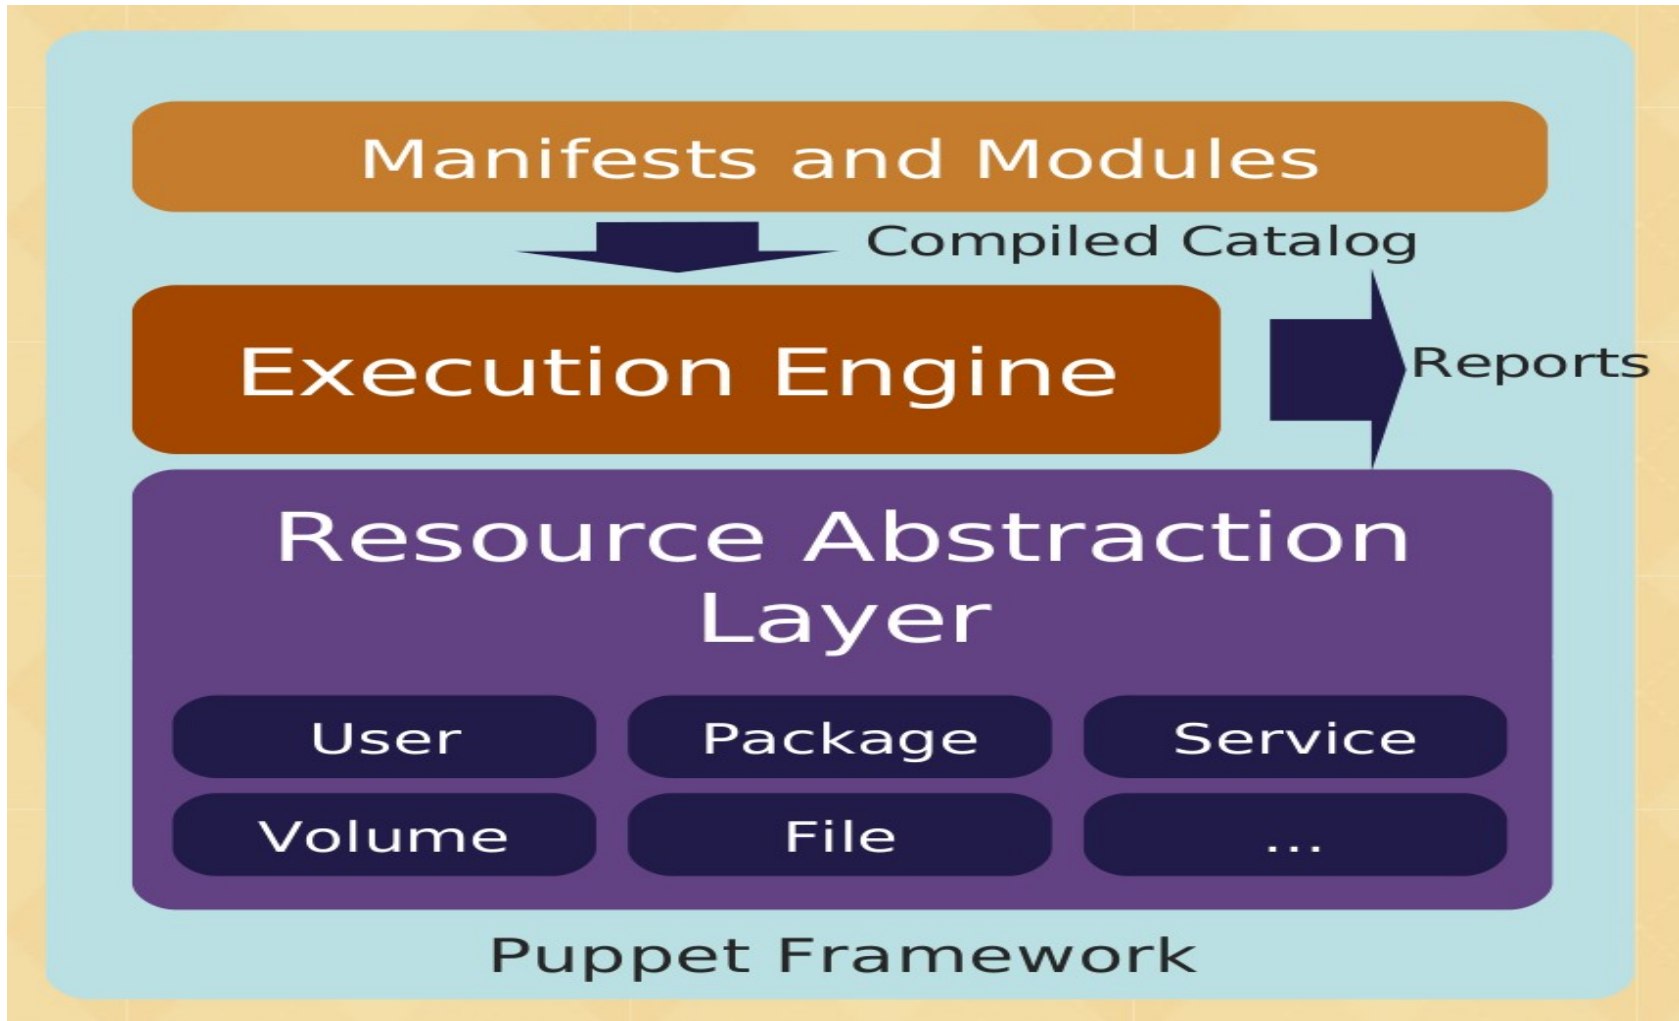 Manifests and Modules
Compiled Catalog
Execution Engine
Reports
Resource Abstraction
Layer
User
Package
Service
Volume
File
...
Puppet Framework